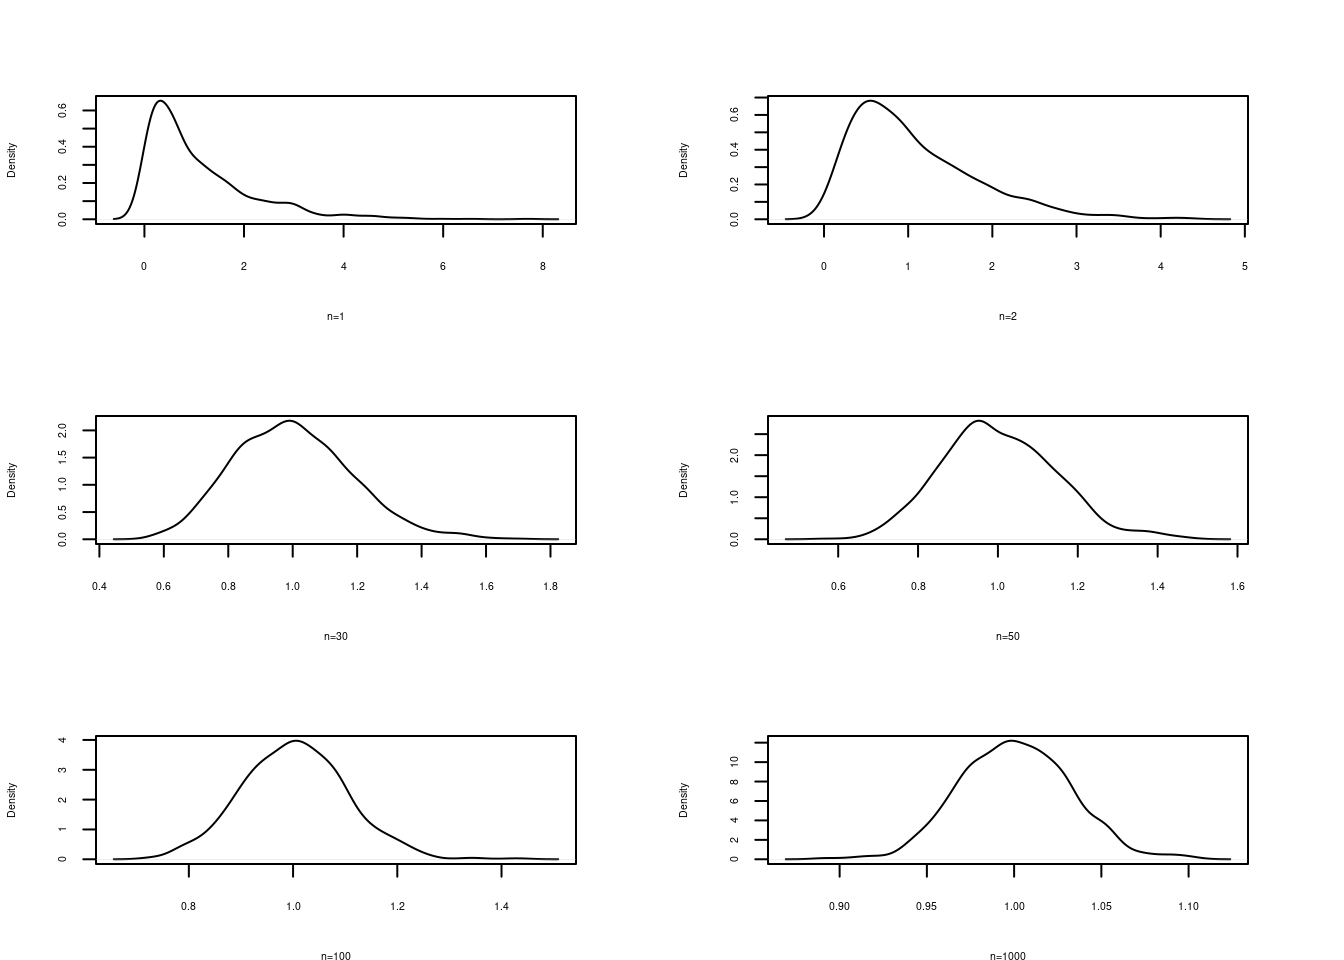 Density
0.0 0.2 0.4 0.6
0 2 4 6 8
n=1
Density
0.0 0.2 0.4 0.6
0 1 2 3 4 5
n=2
Density
0.0 0.5 1.0 1.5 2.0
0.4 0.6 0.8 1.0 1.2 1.4 1.6 1.8
n=30
Density
0.0 1.0 2.0
0.6 0.8 1.0 1.2 1.4 1.6
n=50
Density
0 1 2 3 4
0.8 1.0 1.2 1.4
n=100
Density
0 2 4 6 8 10
0.90 0.95 1.00 1.05 1.10
n=1000